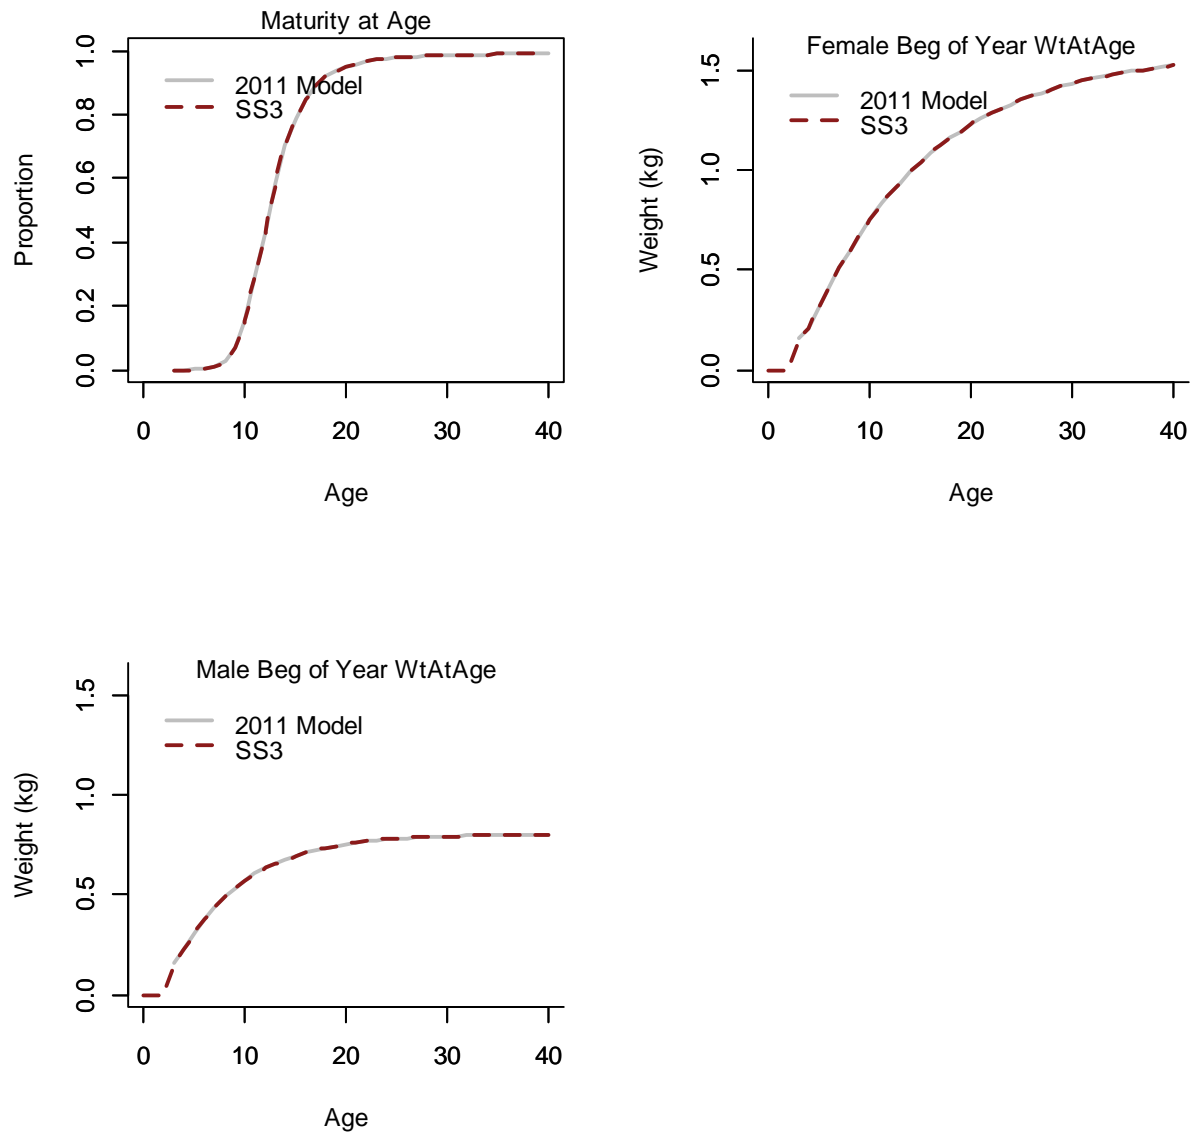 Maturity at Age
2011 Model
SS3
Proportion
0.0 0.2 0.4 0.6 0.8 1.0
0 10 20 30 40
Age
Female Beg of Year WtAtAge
2011 Model
SS3
Weight (kg)
0.0 0.5 1.0 1.5
0 10 20 30 40
Age
Male Beg of Year WtAtAge
2011 Model
SS3
Weight (kg)
0.0 0.5 1.0 1.5
0 10 20 30 40
Age